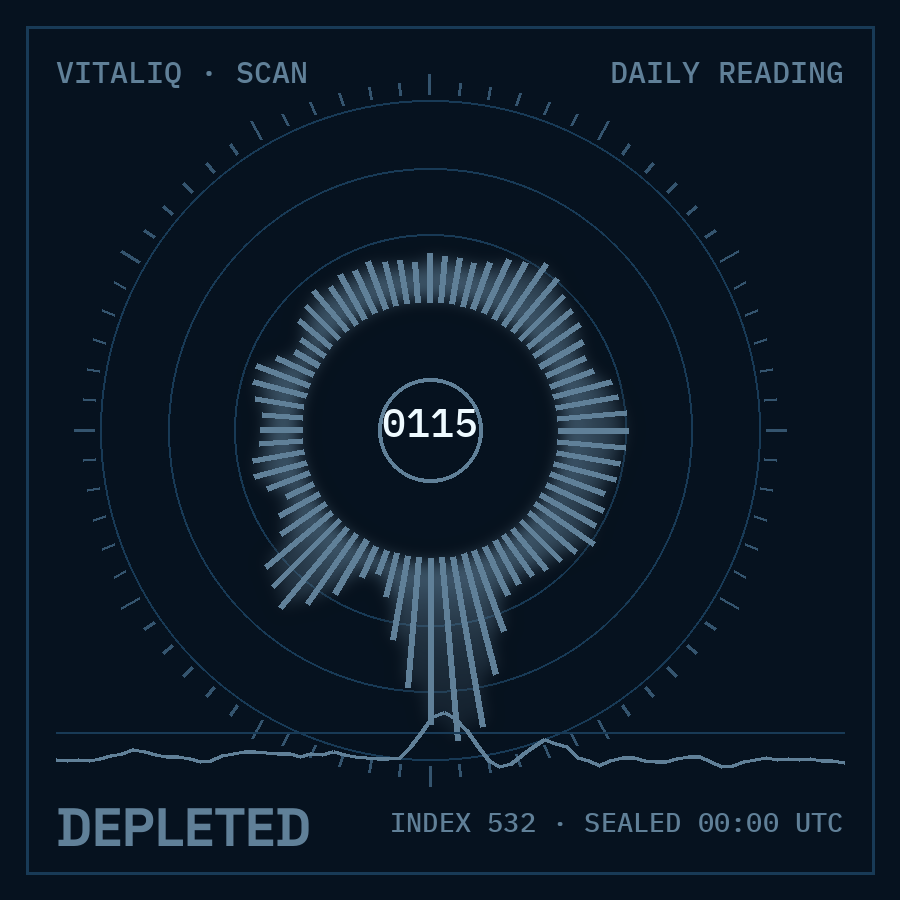 VITALIQ · SCAN
DAILY READING
0115
DEPLETED
INDEX 532 · SEALED 00:00 UTC